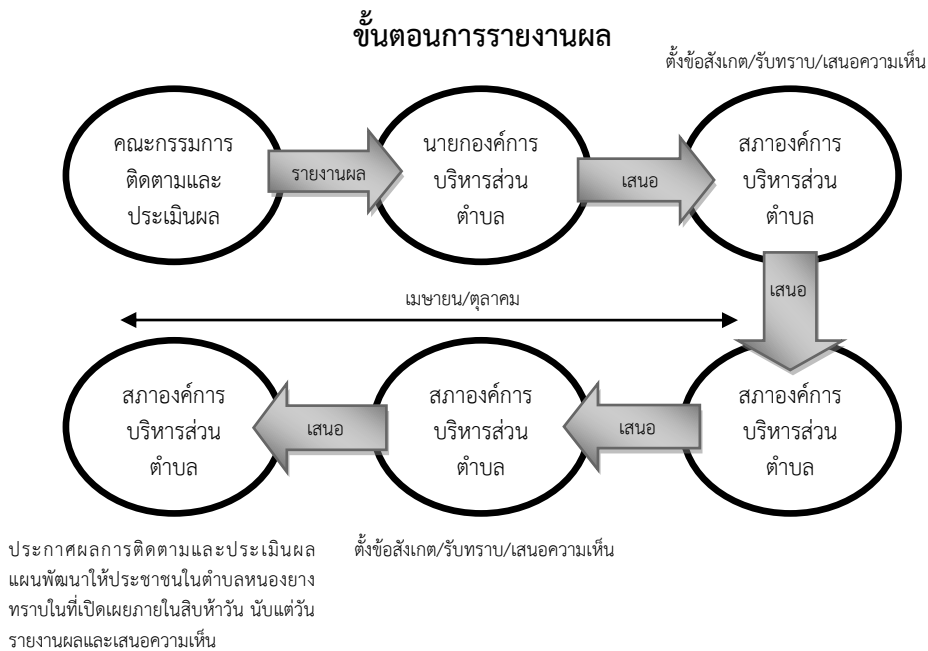 ขั้นตอนการรายงานผล
ตั้งข้อสังเกต/รับทราบ/เสนอความเห็น
คณะกรรมการ
ติดตามและ
ประเมินผล
รายงานผล
นายกองค์การ
บริหารส่วน
ตำบล
เสนอ
สภาองค์การ
บริหารส่วน
ตำบล
เสนอ
เมษายน/ตุลาคม
สภาองค์การ
บริหารส่วน
ตำบล
เสนอ
สภาองค์การ
บริหารส่วน
ตำบล
เสนอ
สภาองค์การ
บริหารส่วน
ตำบล
ประกาศผลการติดตามและประเมินผล
แผนพัฒนาให้ประชาชนในตำบลหนองยาง
ทราบในที่เปิดเผยภายในสิบห้าวัน นับแต่วัน
รายงานผลและเสนอความเห็น
ตั้งข้อสังเกต/รับทราบ/เสนอความเห็น